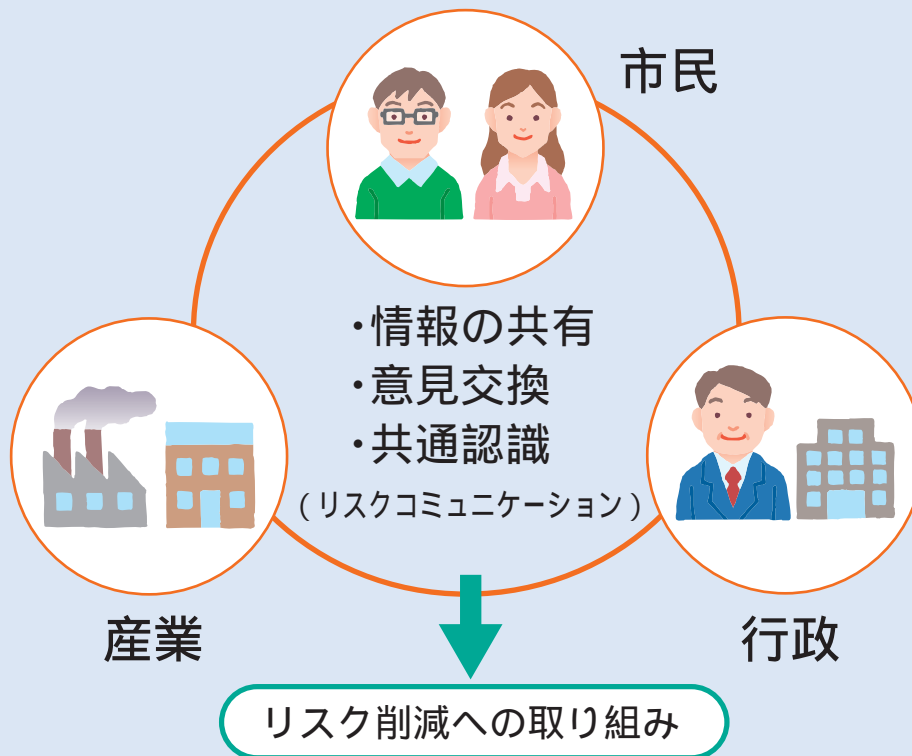 市民
・情報の共有
・意見交換
・共通認識
(リスクコミュニケーション)
産業
行政
リスク削減への取り組み